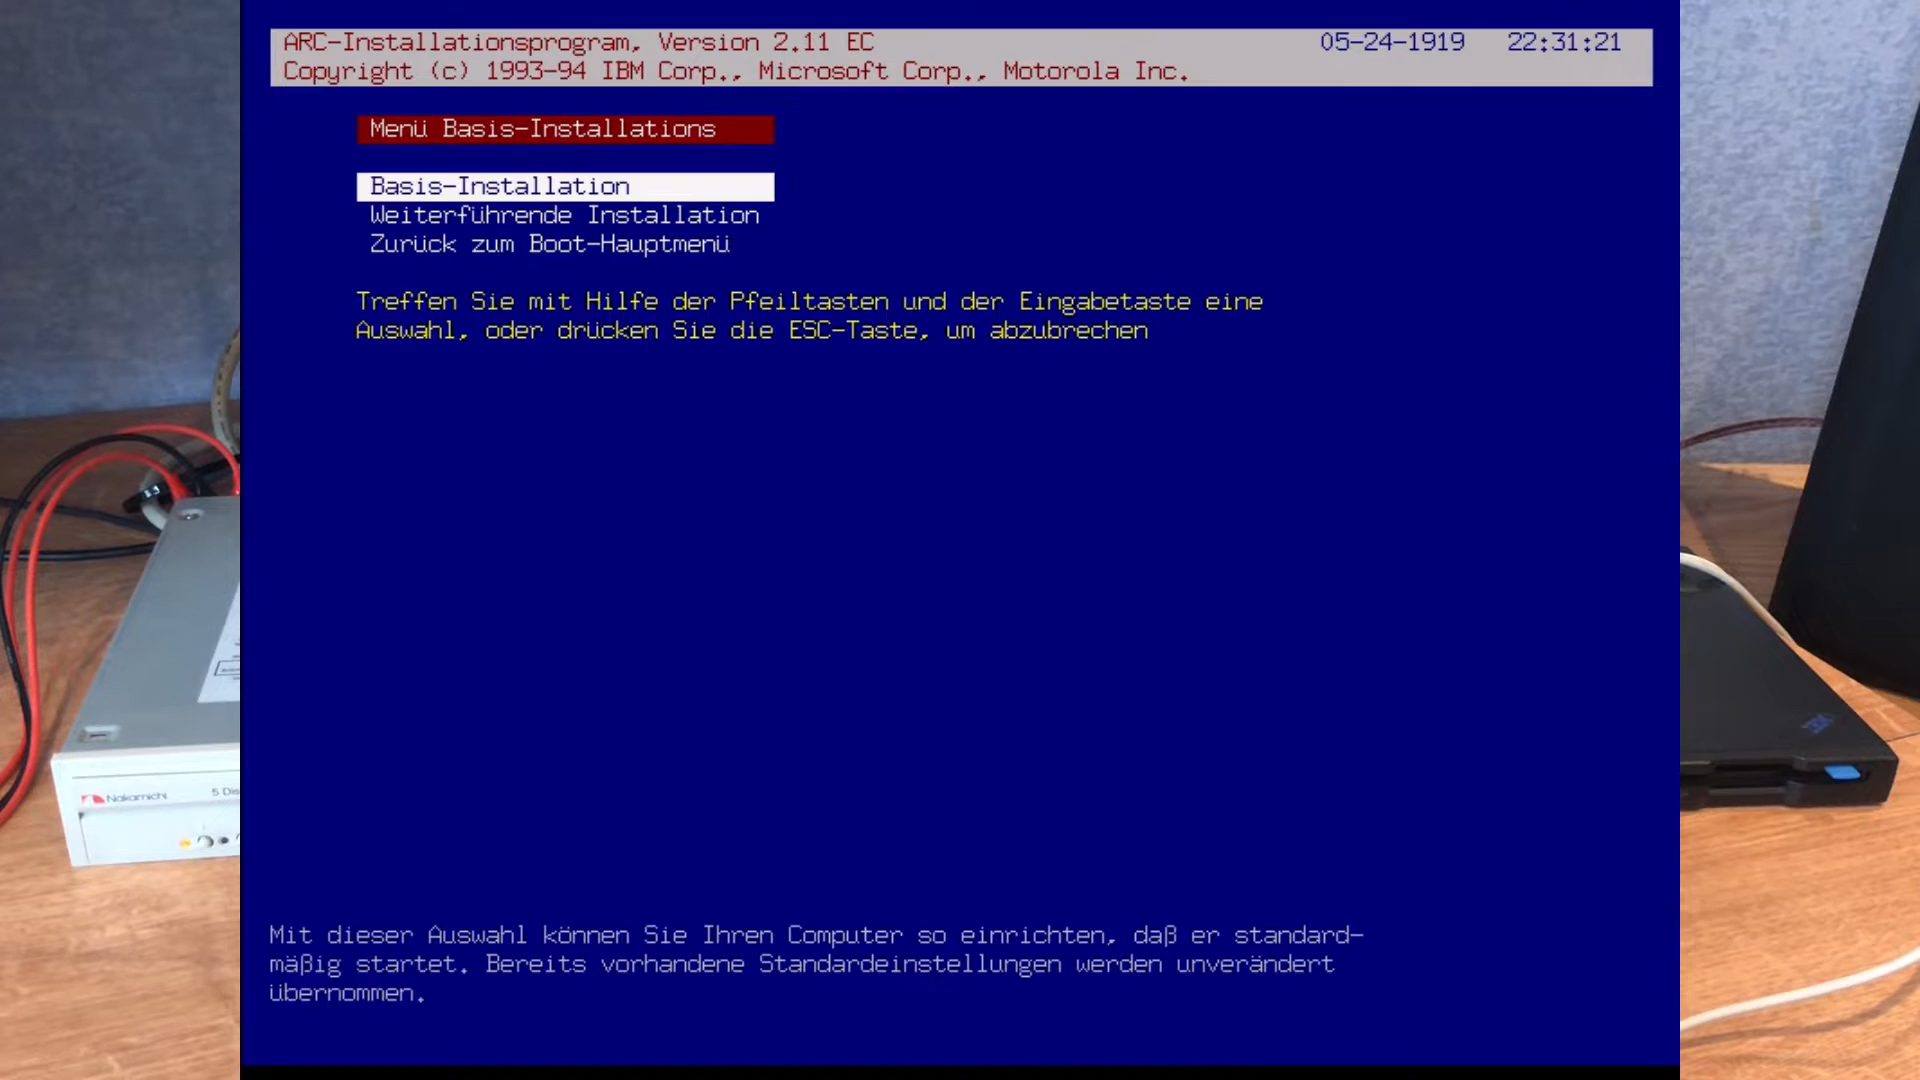 ARC-Installationsprogram, Version 2.11 EC
05-24-1919 22:31:21
Copyright (c) 1993-94 IBM Corp., Microsoft Corp., Motorola Inc.
Menü Basis-Installations
Basis-Installation
Weiterführende Installation
Zurück zum Boot-Hauptmenü
Treffen Sie mit Hilfe der Pfeiltasten und der Eingabetaste eine
Auswahl, oder drücken Sie die ESC-Taste, um abzubrechen
IBM
Nakamichi 5 Dis
Mit dieser Auswahl können Sie Ihren Computer so einrichten, daß er standard-
mäßig startet. Bereits vorhandene Standardeinstellungen werden unverändert
übernommen.